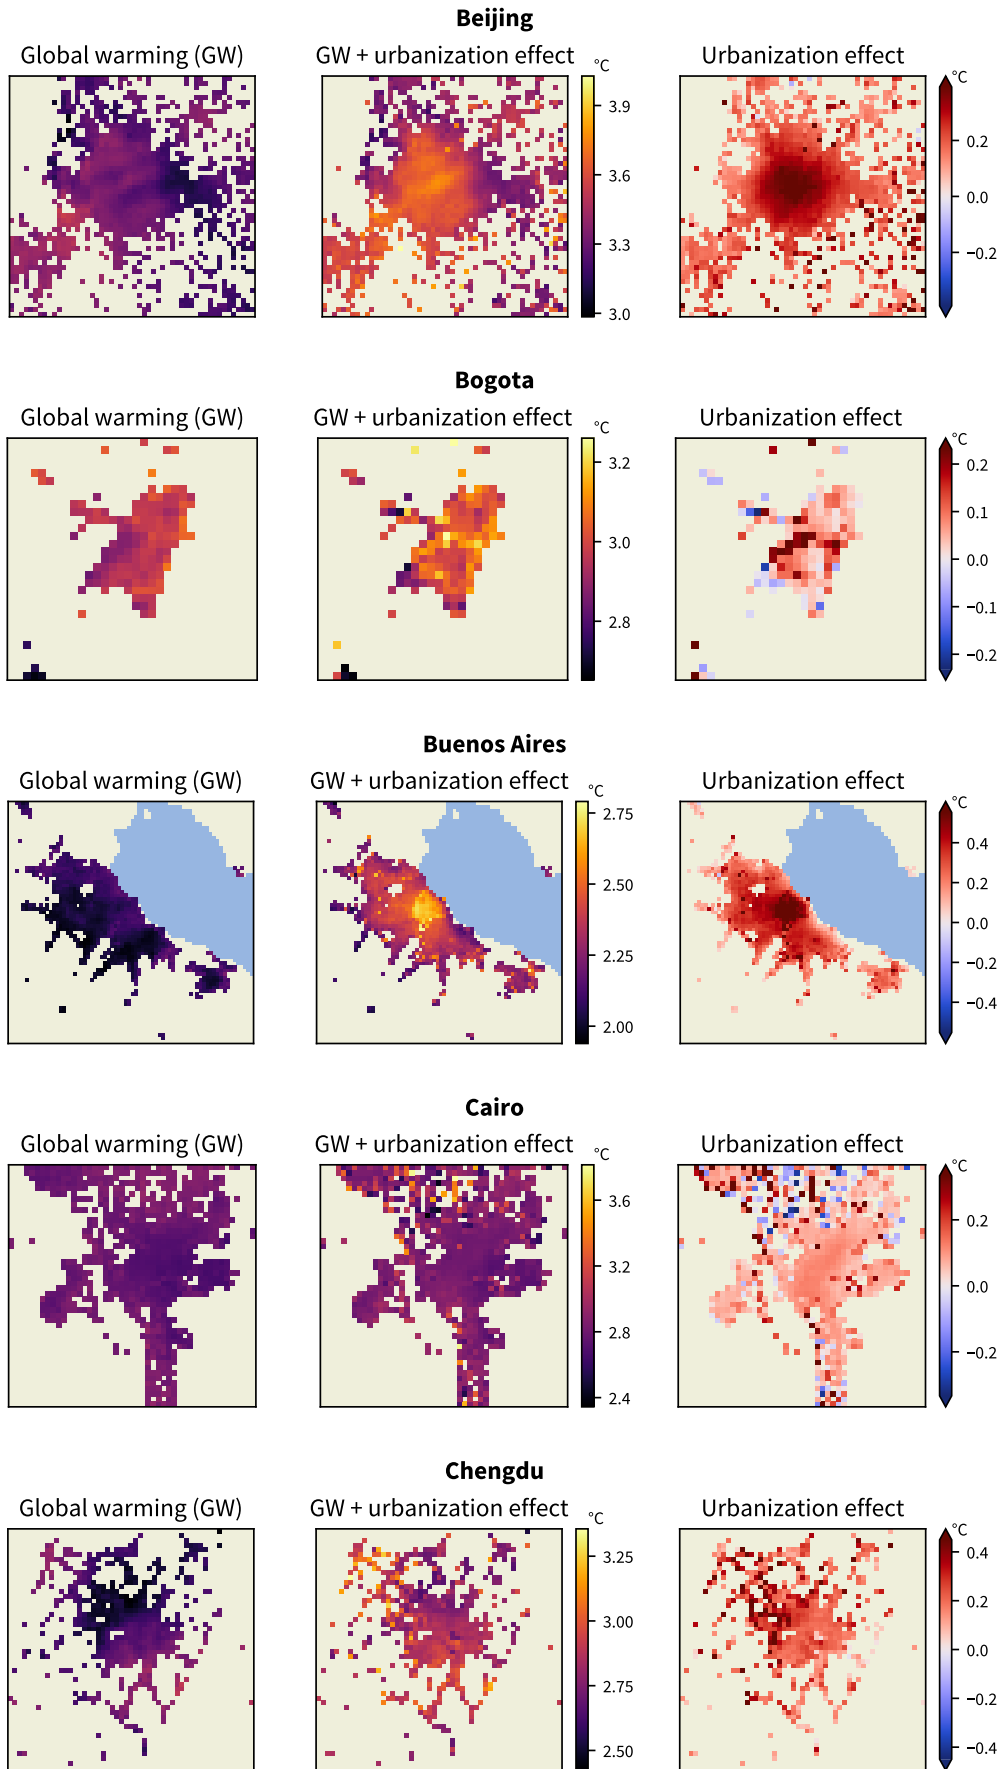 Beijing
Global warming (GW)
GW + urbanization effect
Urbanization effect
°C
3.9
3.6
3.3
3.0
°C
0.2
0.0
−0.2
Bogota
Global warming (GW)
GW + urbanization effect
Urbanization effect
°C
3.2
3.0
2.8
°C
0.2
0.1
0.0
−0.1
−0.2
Buenos Aires
Global warming (GW)
GW + urbanization effect
Urbanization effect
°C
2.75
2.50
2.25
2.00
°C
0.4
0.2
0.0
−0.2
−0.4
Cairo
Global warming (GW)
GW + urbanization effect
Urbanization effect
°C
3.6
3.2
2.8
2.4
°C
0.2
0.0
−0.2
Chengdu
Global warming (GW)
GW + urbanization effect
Urbanization effect
°C
3.25
3.00
2.75
2.50
°C
0.4
0.2
0.0
−0.2
−0.4